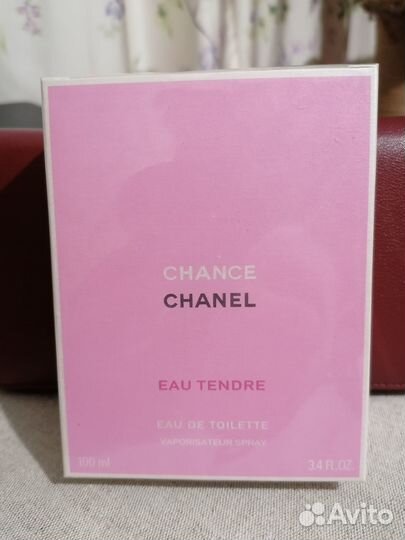 CHANCE
CHANEL
EAU TENDRE
EAU DE TOILETTE
VAPORISATEUR SPRAY
100 ml 3.4 FL.OZ.
Avito